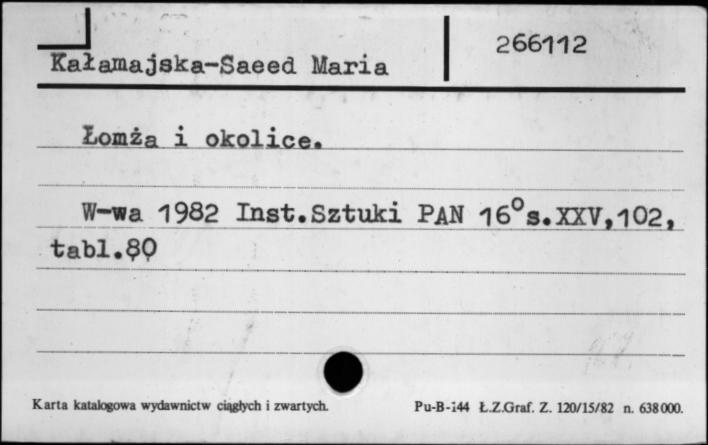 266112
Kałamajska-Saeed Maria
Łomża i okolice.
W-wa 1982 Inst.Sztuki PAN 16° s.XXV,102,
tabl.80
Karta katalogowa wydawnictw ciągłych i zwartych.
Pu-B-144 Ł.Z.Graf. Z. 120/15/82 n. 638000.